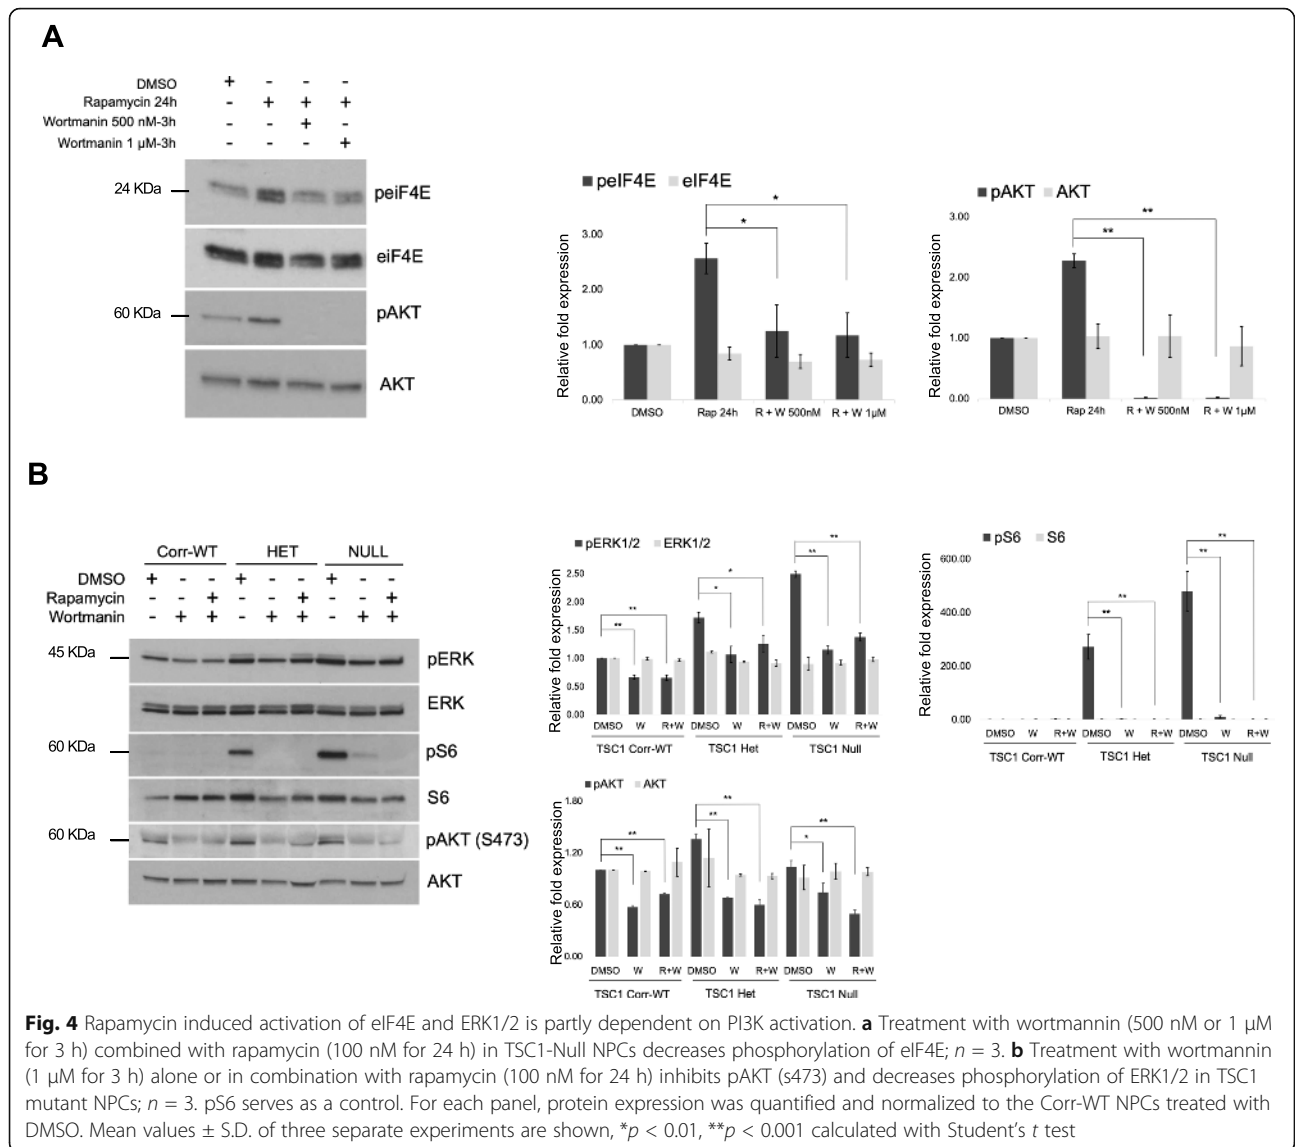 A
DMSO + - - -
Rapamycin 24h - + + +
Wortmanin 500 nM-3h - - + -
Wortmanin 1 µM-3h - - - +
24 KDa
peiF4E
eiF4E
60 KDa
pAKT
AKT
peIF4E eIF4E
Relative fold expression
3.00
2.00
1.00
0.00
* *
DMSO Rap 24h R + W 500nM R + W 1µM
pAKT AKT
Relative fold expression
3.00
2.00
1.00
0.00
** **
DMSO Rap 24h R + W 500nM R + W 1µM
B
Corr-WT HET NULL
DMSO + - - + - - + - -
Rapamycin - - + - - + - - +
Wortmanin - + + - + + - + +
45 KDa
pERK
ERK
60 KDa
pS6
S6
60 KDa
pAKT (S473)
AKT
pERK1/2 ERK1/2
Relative fold expression
2.50
2.00
1.50
1.00
0.50
0.00
** ** * * ** **
DMSO W R+W DMSO W R+W DMSO W R+W
TSC1 Corr-WT TSC1 Het TSC1 Null
pS6 S6
Relative fold expression
600.00
400.00
200.00
0.00
** ** ** **
DMSO W R+W DMSO W R+W DMSO W R+W
TSC1 Corr-WT TSC1 Het TSC1 Null
pAKT AKT
Relative fold expression
1.80
1.20
0.60
0.00
** ** ** ** * **
DMSO W R+W DMSO W R+W DMSO W R+W
TSC1 Corr-WT TSC1 Het TSC1 Null
Fig. 4 Rapamycin induced activation of eIF4E and ERK1/2 is partly dependent on PI3K activation. a Treatment with wortmannin (500 nM or 1 µM
for 3 h) combined with rapamycin (100 nM for 24 h) in TSC1-Null NPCs decreases phosphorylation of eIF4E; n = 3. b Treatment with wortmannin
(1 µM for 3 h) alone or in combination with rapamycin (100 nM for 24 h) inhibits pAKT (s473) and decreases phosphorylation of ERK1/2 in TSC1
mutant NPCs; n = 3. pS6 serves as a control. For each panel, protein expression was quantified and normalized to the Corr-WT NPCs treated with
DMSO. Mean values ± S.D. of three separate experiments are shown, *p < 0.01, **p < 0.001 calculated with Student's t test